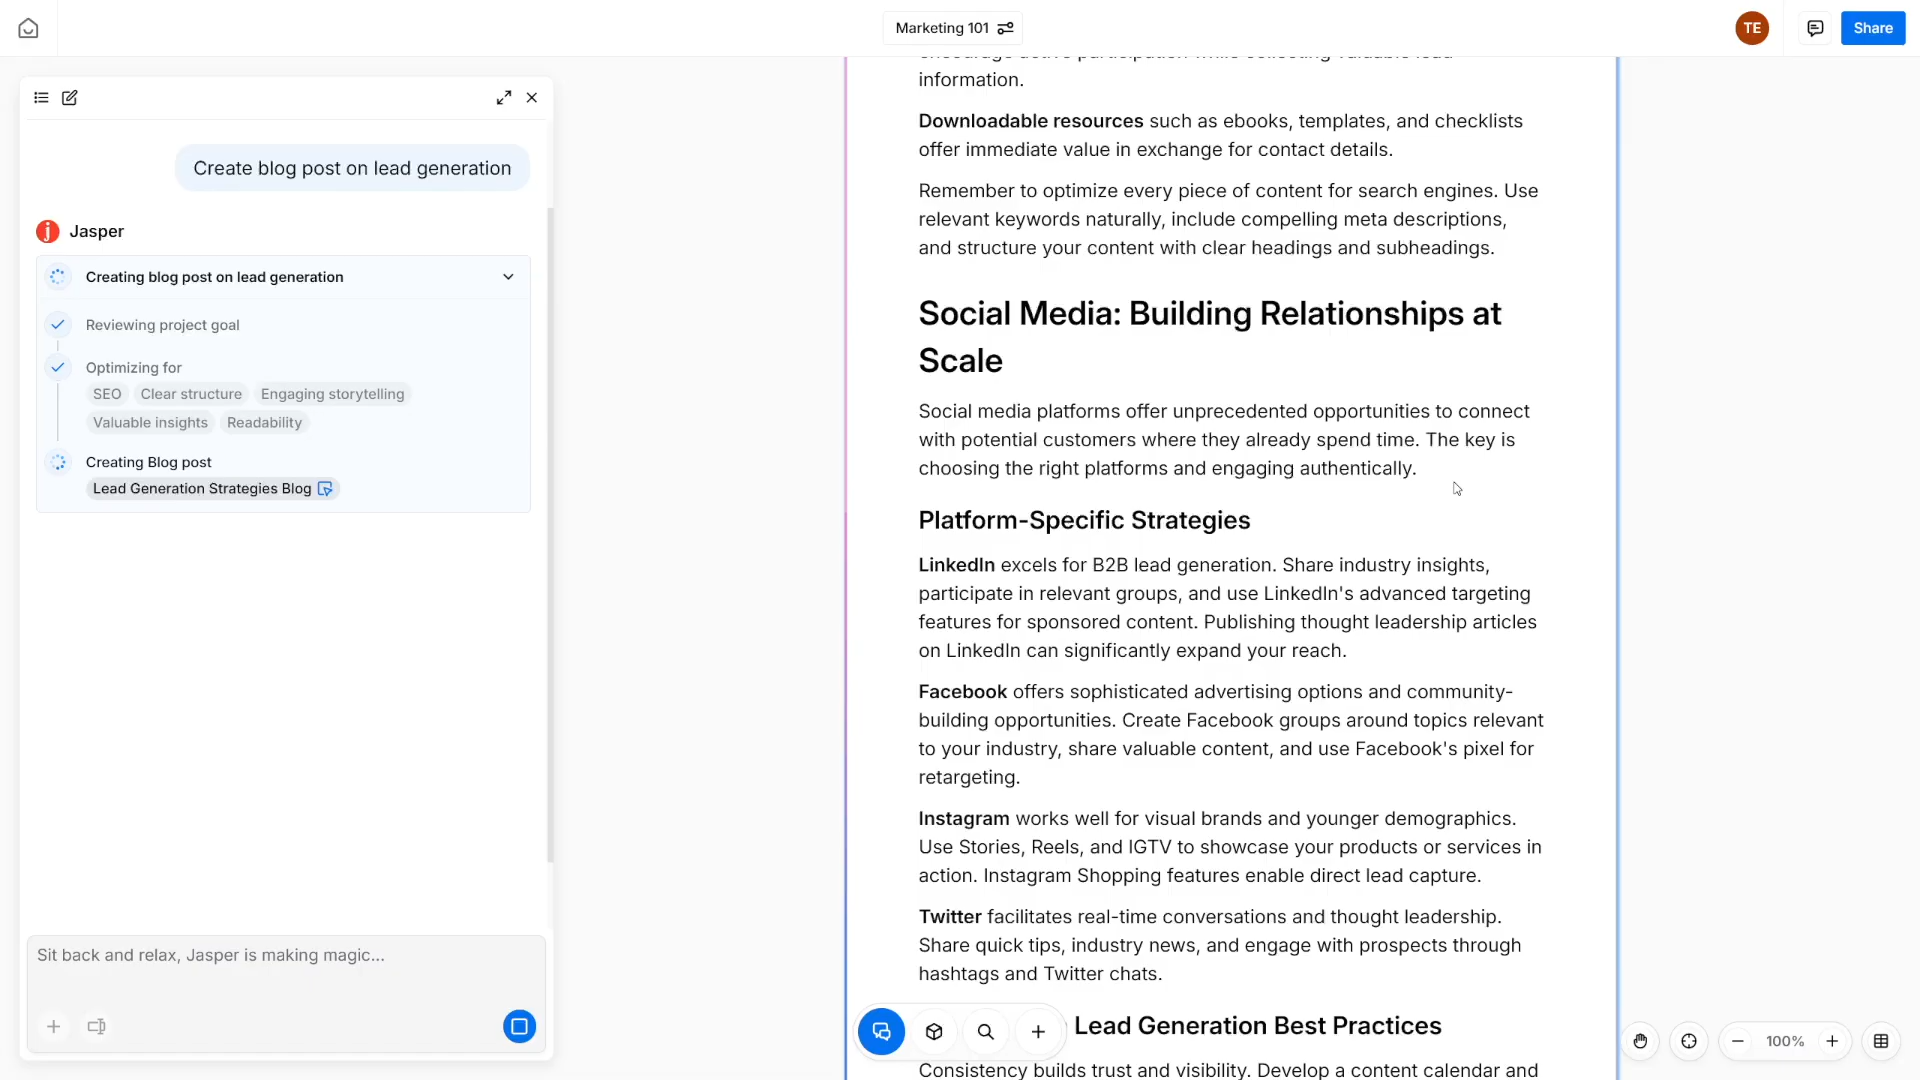 Marketing 101
TE
Share
Create blog post on lead generation
Jasper
Creating blog post on lead generation
Reviewing project goal
Optimizing for
SEO Clear structure Engaging storytelling
Valuable insights Readability
Creating Blog post
Lead Generation Strategies Blog
Sit back and relax, Jasper is making magic...
information.
Downloadable resources such as ebooks, templates, and checklists
offer immediate value in exchange for contact details.
Remember to optimize every piece of content for search engines. Use
relevant keywords naturally, include compelling meta descriptions,
and structure your content with clear headings and subheadings.
Social Media: Building Relationships at
Scale
Social media platforms offer unprecedented opportunities to connect
with potential customers where they already spend time. The key is
choosing the right platforms and engaging authentically.
Platform-Specific Strategies
LinkedIn excels for B2B lead generation. Share industry insights,
participate in relevant groups, and use LinkedIn's advanced targeting
features for sponsored content. Publishing thought leadership articles
on LinkedIn can significantly expand your reach.
Facebook offers sophisticated advertising options and community-
building opportunities. Create Facebook groups around topics relevant
to your industry, share valuable content, and use Facebook's pixel for
retargeting.
Instagram works well for visual brands and younger demographics.
Use Stories, Reels, and IGTV to showcase your products or services in
action. Instagram Shopping features enable direct lead capture.
Twitter facilitates real-time conversations and thought leadership.
Share quick tips, industry news, and engage with prospects through
hashtags and Twitter chats.
Lead Generation Best Practices
Consistency builds trust and visibility. Develop a content calendar and
100%